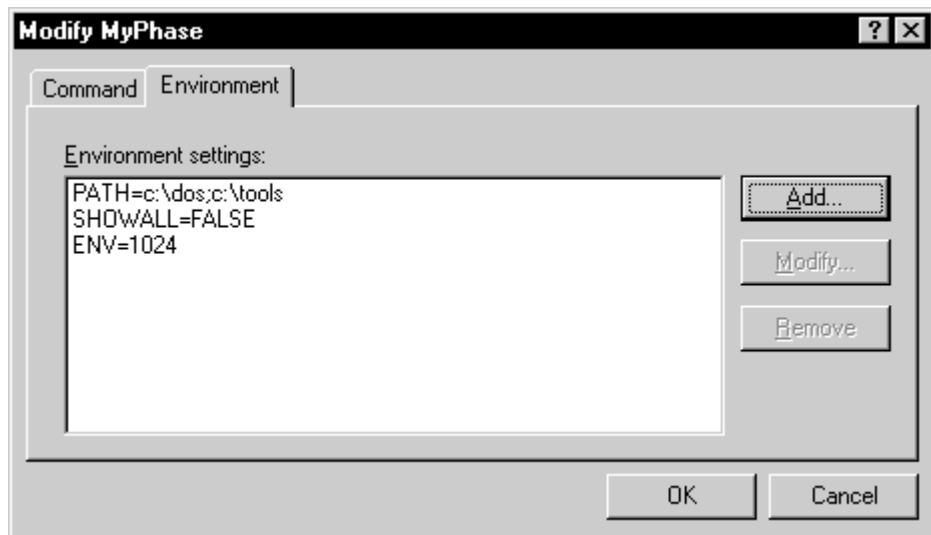 Modify MyPhase
Command Environment
Environment settings:
PATH=c:\dos;c:\tools
SHOWALL=FALSE
ENV=1024
Add...
Modify...
Remove
OK Cancel